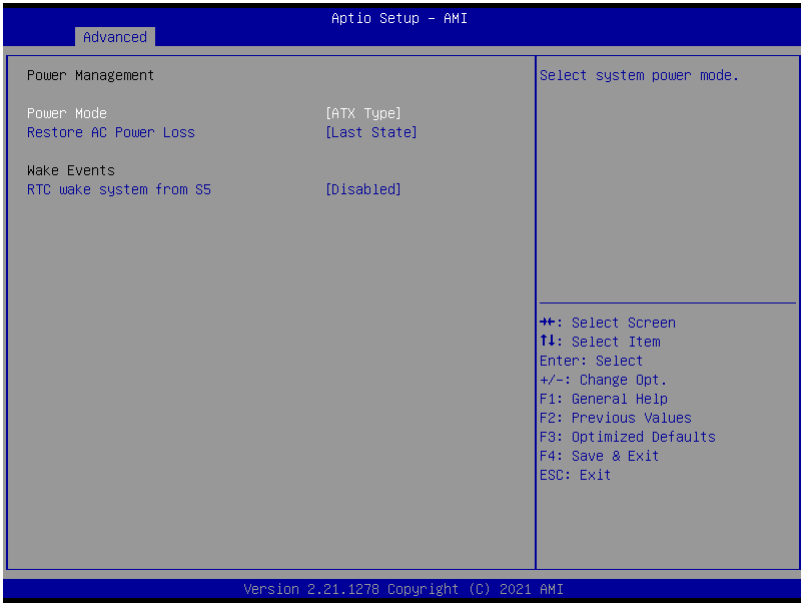 Aptio Setup – AMI
Advanced
Power Management
Power Mode [ATX Type]
Restore AC Power Loss [Last State]
Wake Events
RTC wake system from S5 [Disabled]
Select system power mode.
→←: Select Screen
↑↓: Select Item
Enter: Select
+/-: Change Opt.
F1: General Help
F2: Previous Values
F3: Optimized Defaults
F4: Save & Exit
ESC: Exit
Version 2.21.1278 Copyright (C) 2021 AMI